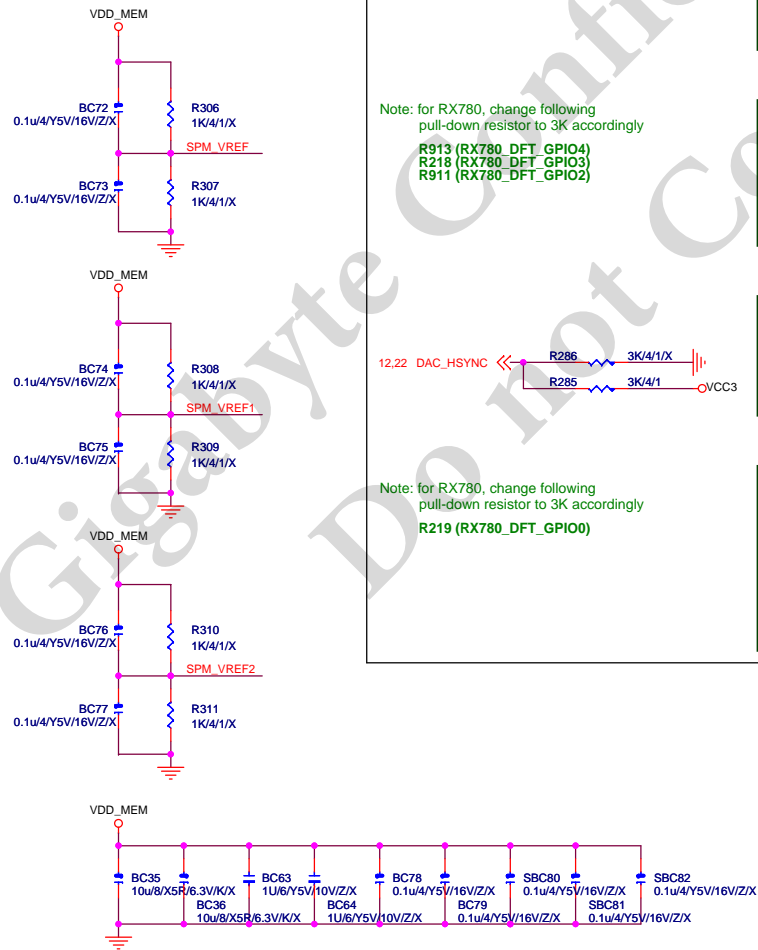 VDD_MEM
BC72
0.1u/4/Y5V/16V/Z/X
R306
1K/4/1/X
SPM_VREF
BC73
0.1u/4/Y5V/16V/Z/X
R307
1K/4/1/X
VDD_MEM
BC74
0.1u/4/Y5V/16V/Z/X
R308
1K/4/1/X
SPM_VREF1
BC75
0.1u/4/Y5V/16V/Z/X
R309
1K/4/1/X
VDD_MEM
BC76
0.1u/4/Y5V/16V/Z/X
R310
1K/4/1/X
SPM_VREF2
BC77
0.1u/4/Y5V/16V/Z/X
R311
1K/4/1/X
VDD_MEM
BC35
10u/8/X5R/6.3V/K/X
BC36
10u/8/X5R/6.3V/K/X
BC63
1U/6/Y5V/10V/Z/X
BC64
1U/6/Y5V/10V/Z/X
BC78
0.1u/4/Y5V/16V/Z/X
BC79
0.1u/4/Y5V/16V/Z/X
SBC80
0.1u/4/Y5V/16V/Z/X
SBC81
0.1u/4/Y5V/16V/Z/X
SBC82
0.1u/4/Y5V/16V/Z/X
Note: for RX780, change following
pull-down resistor to 3K accordingly
R913 (RX780_DFT_GPIO4)
R218 (RX780_DFT_GPIO3)
R911 (RX780_DFT_GPIO2)
12,22 DAC_HSYNC
R286 3K/4/1/X
R285 3K/4/1
VCC3
Note: for RX780, change following
pull-down resistor to 3K accordingly
R219 (RX780_DFT_GPIO0)
Gigabyte Confi
Do not Co